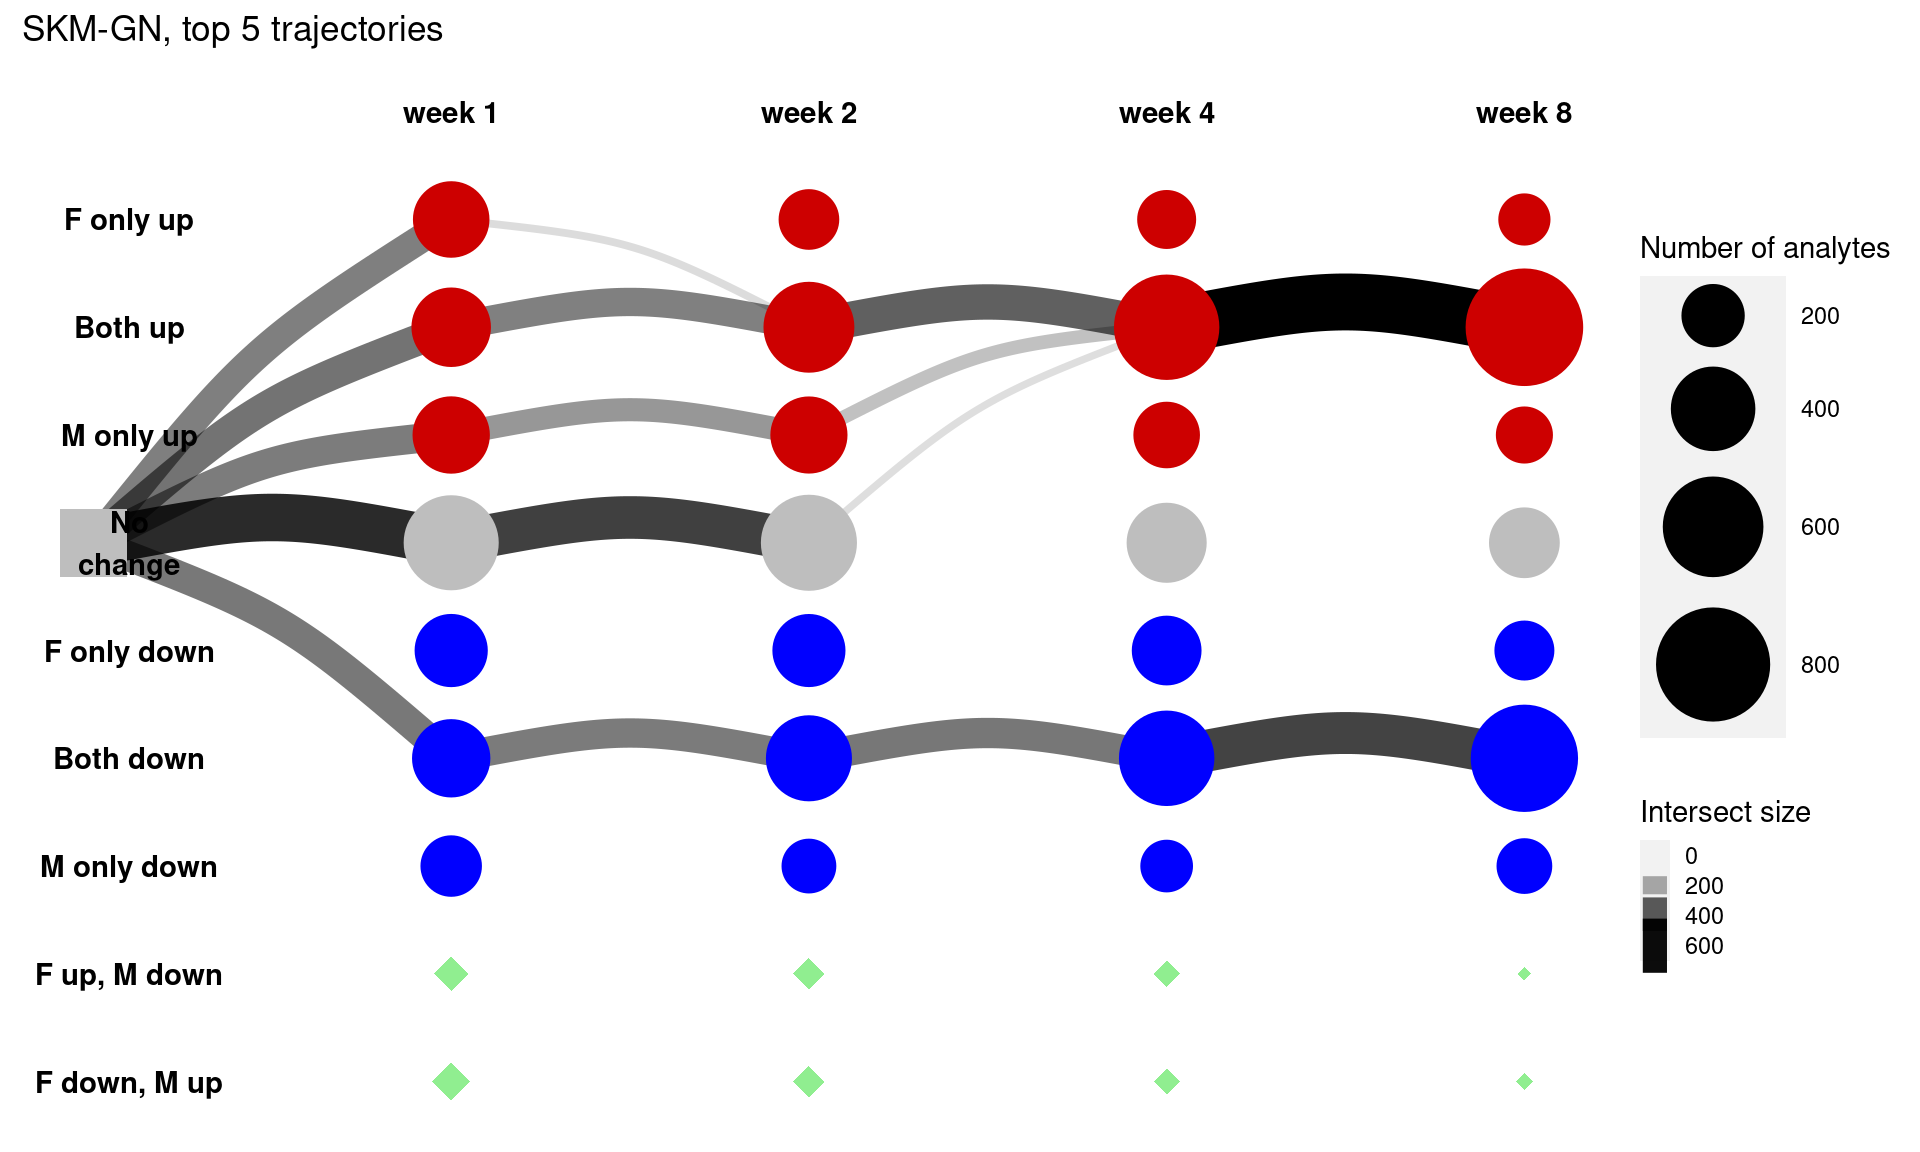 SKM-GN, top 5 trajectories
week 1
week 2
week 4
week 8
F only up
Both up
M only up
No
change
F only down
Both down
M only down
F up, M down
F down, M up
Number of analytes
200
400
600
800
Intersect size
0
200
400
600